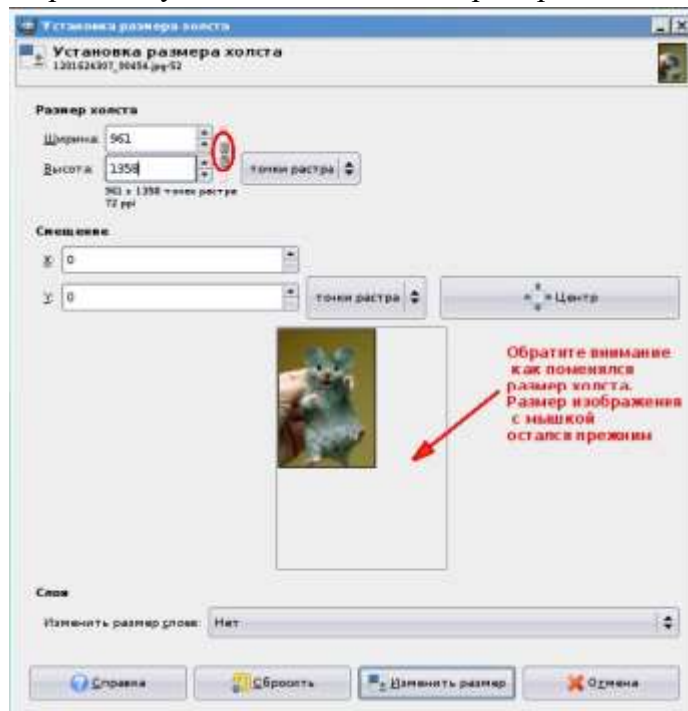 Установка размера холста
Установка размера холста
Размер холста
Ширина: 961
Высота: 1358 точки растра
961 x 1358 точек растра
72 ppi
Смещение
X: 0
Y: 0 точки растра Центр
Обратите внимание
как поменялся
размер холста.
Размер изображения
с мышкой
остался прежним
Слои
Изменить размер слоев: Нет
Справка Сбросить Изменить размер Отмена